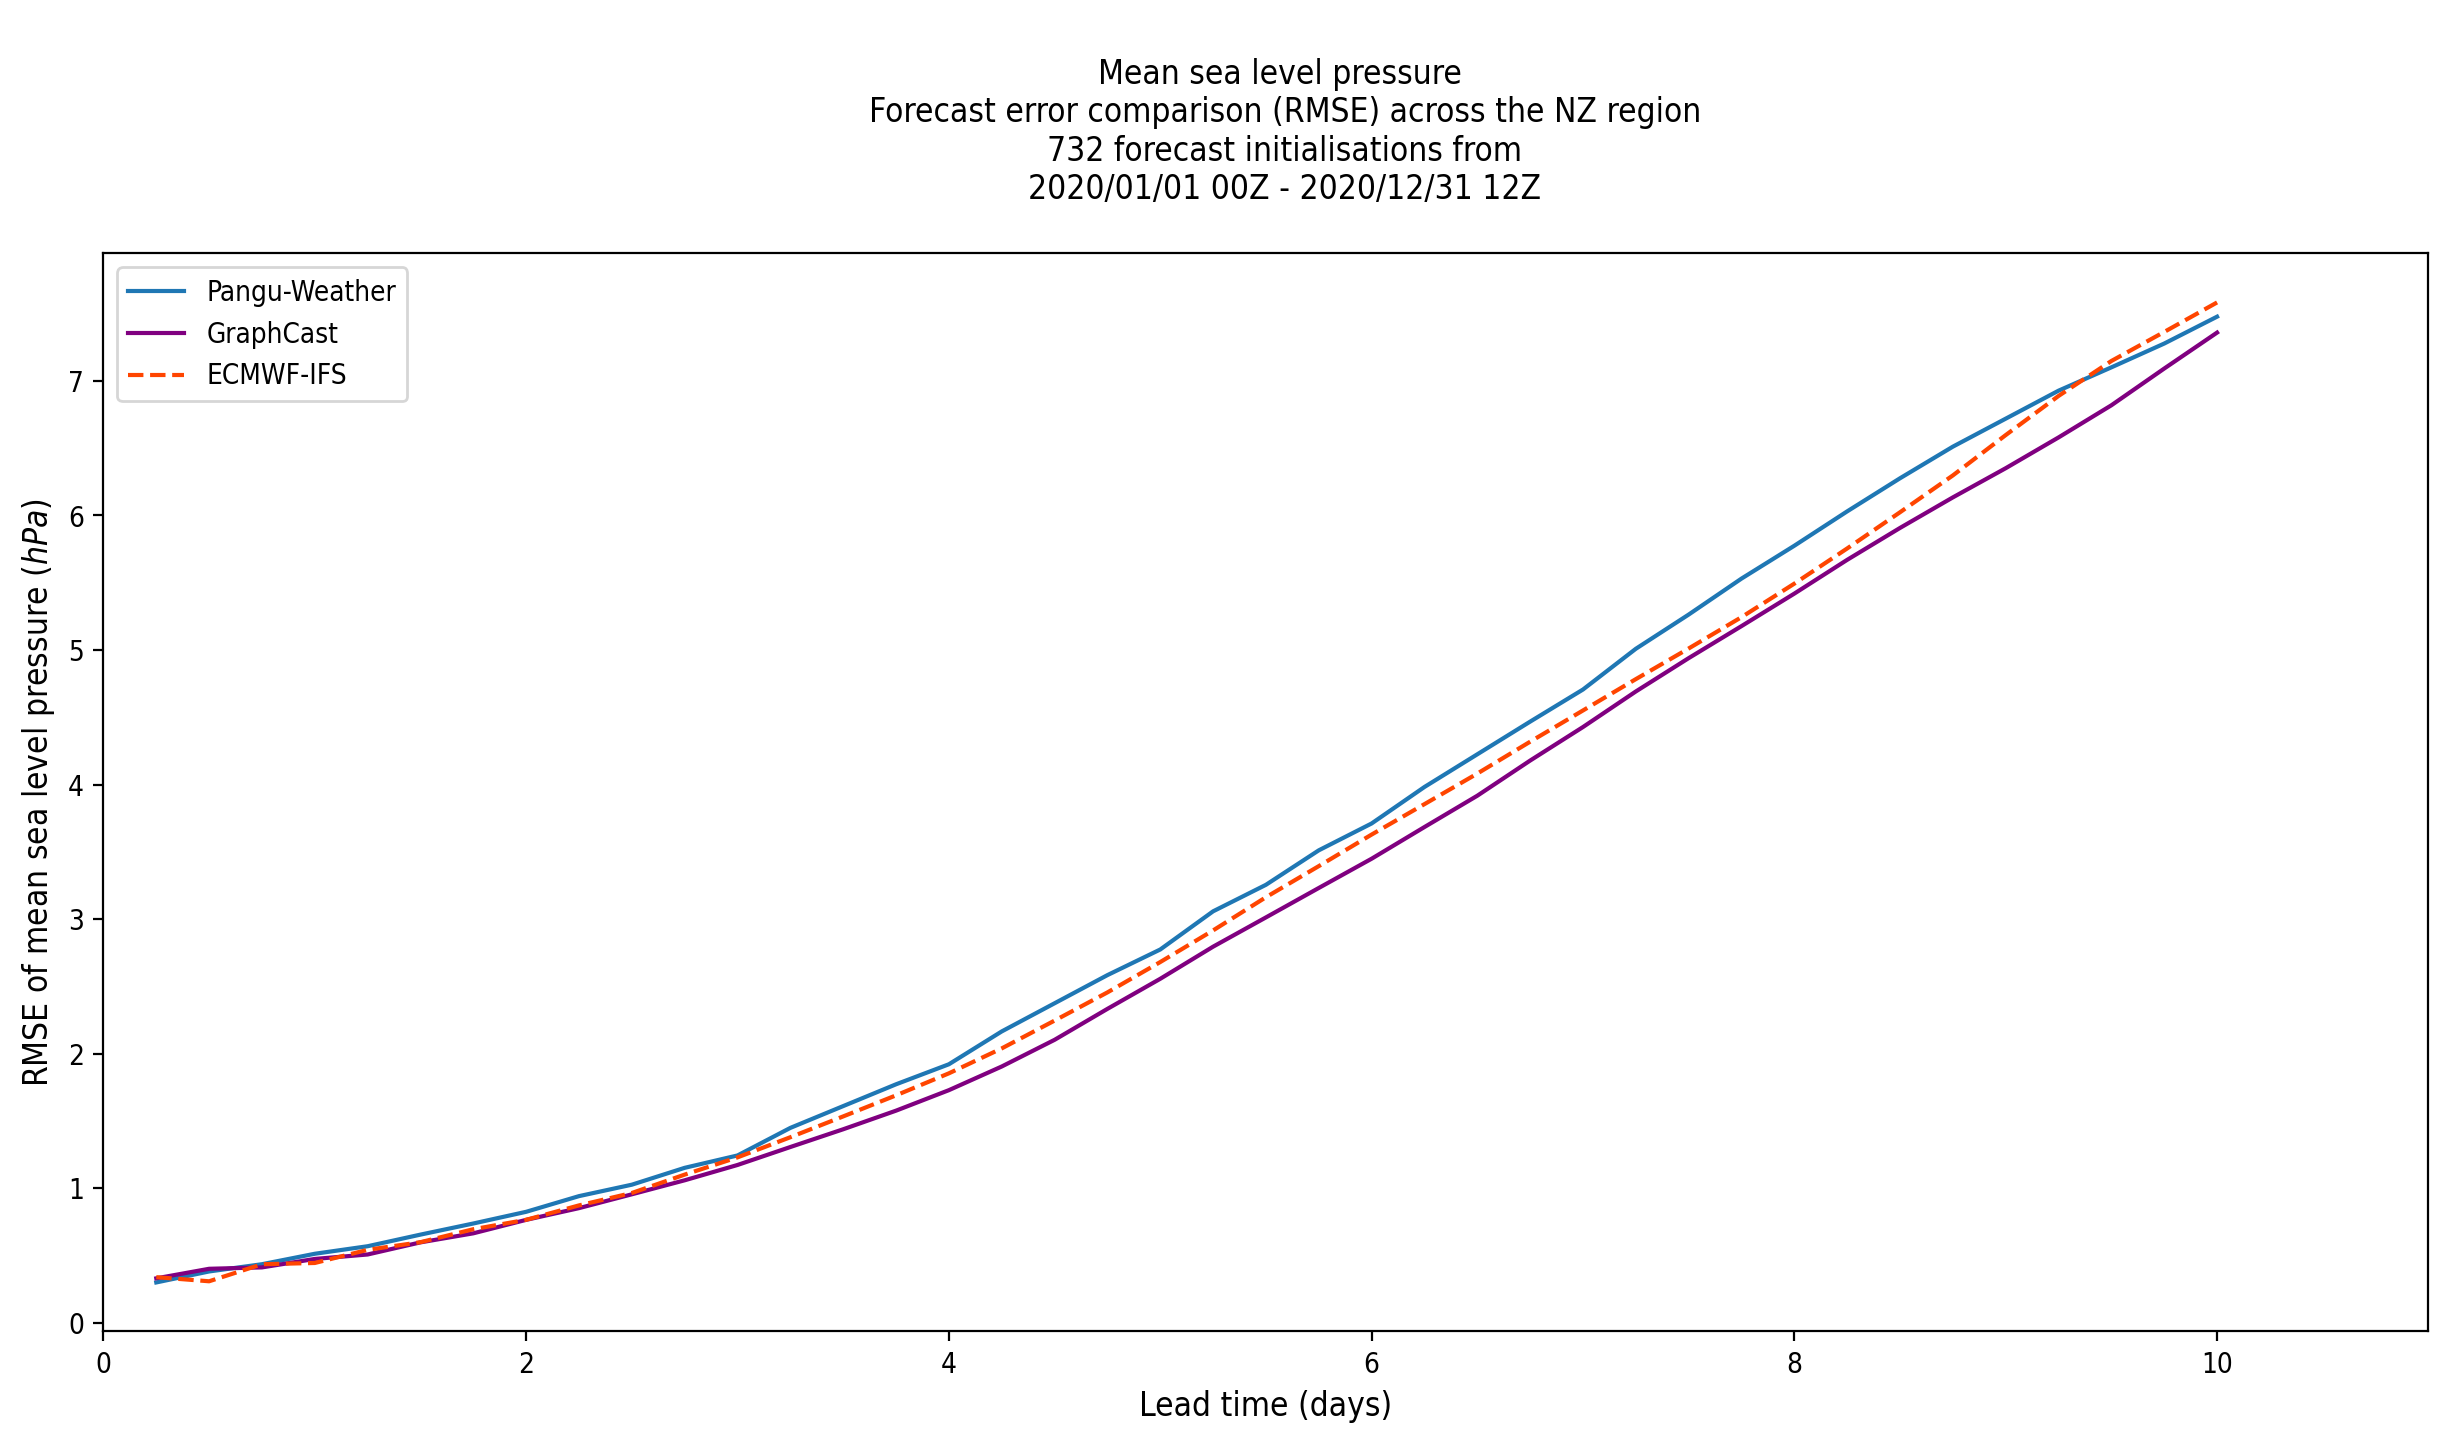 Mean sea level pressure
Forecast error comparison (RMSE) across the NZ region
732 forecast initialisations from
2020/01/01 00Z - 2020/12/31 12Z
Pangu-Weather
GraphCast
ECMWF-IFS
RMSE of mean sea level pressure (hPa)
7
6
5
4
3
2
1
0
0 2 4 6 8 10
Lead time (days)